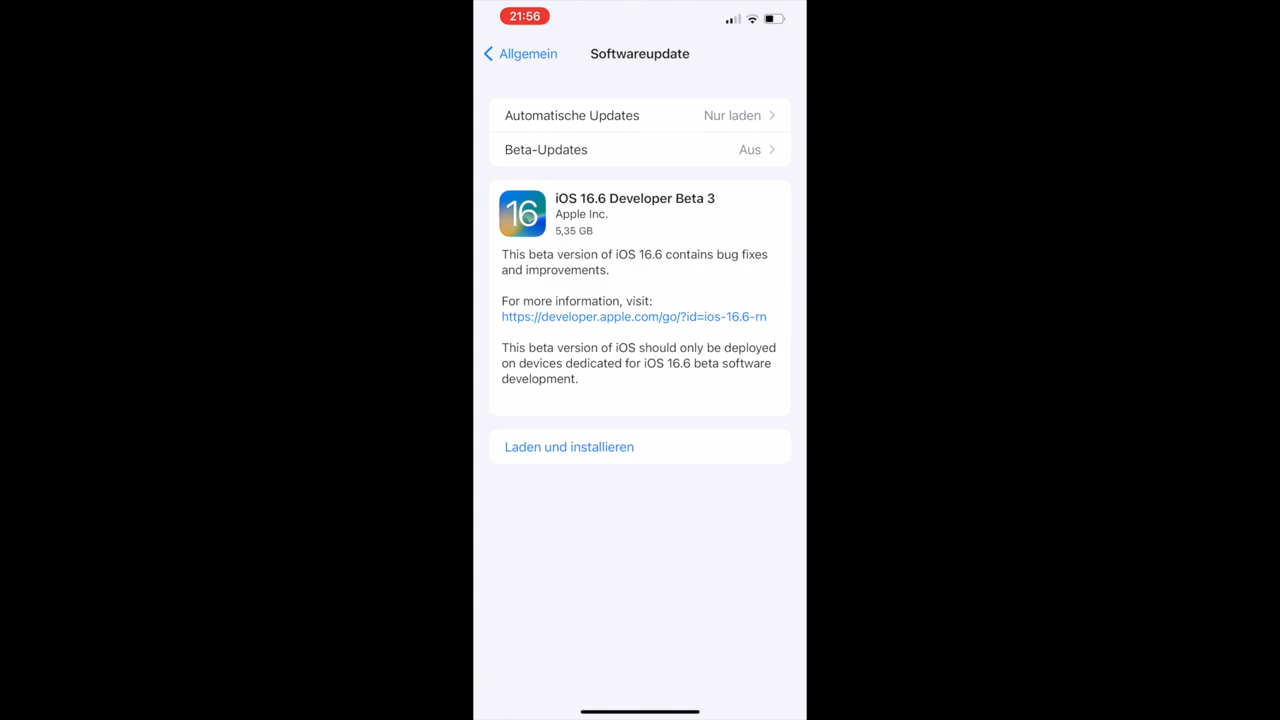 21:56
Allgemein
Softwareupdate
Automatische Updates
Nur laden
Beta-Updates
Aus
16
iOS 16.6 Developer Beta 3
Apple Inc.
5,35 GB
This beta version of iOS 16.6 contains bug fixes
and improvements.
For more information, visit:
https://developer.apple.com/go/?id=ios-16.6-rn
This beta version of iOS should only be deployed
on devices dedicated for iOS 16.6 beta software
development.
Laden und installieren